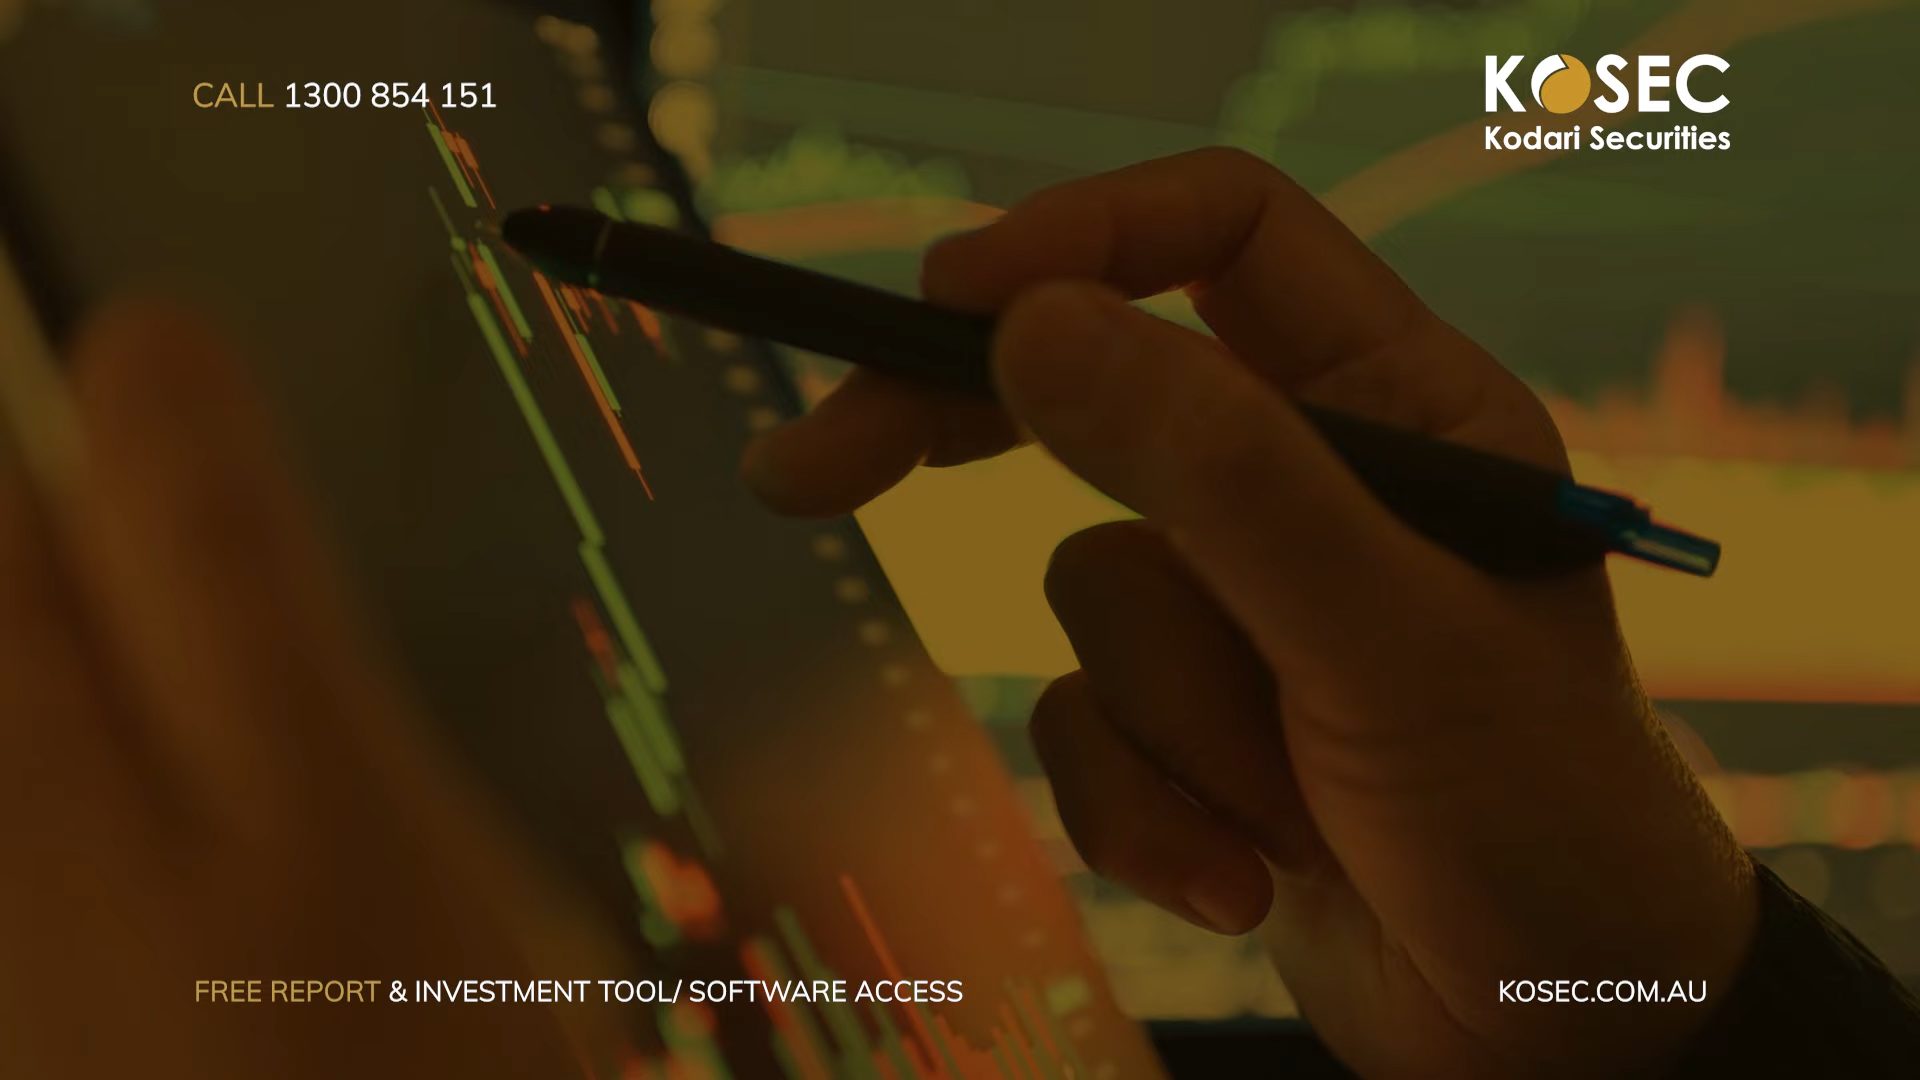 CALL 1300 854 151
KOSEC
Kodari Securities
FREE REPORT & INVESTMENT TOOL/ SOFTWARE ACCESS
KOSEC.COM.AU